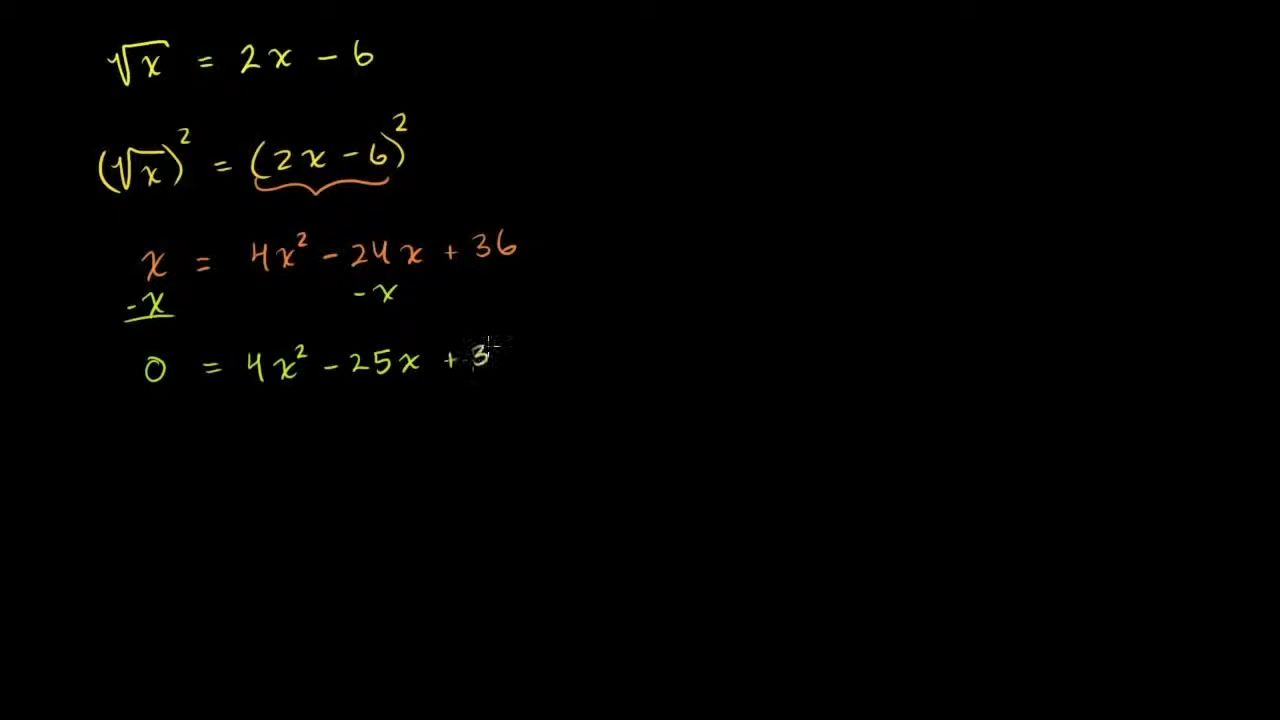 √x = 2x - 6
(√x)² = (2x - 6)²
x = 4x² - 24x + 36
-x -x
0 = 4x² - 25x + 3